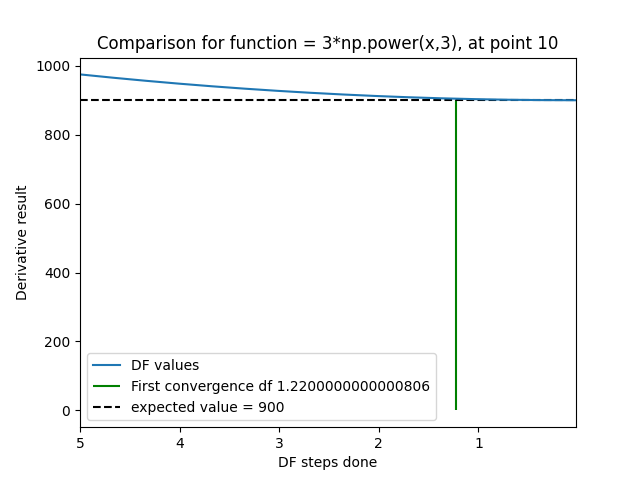 Comparison for function = 3*np.power(x,3), at point 10
1000
800
600
400
200
0
Derivative result
DF values
First convergence df 1.2200000000000806
expected value = 900
5 4 3 2 1
DF steps done